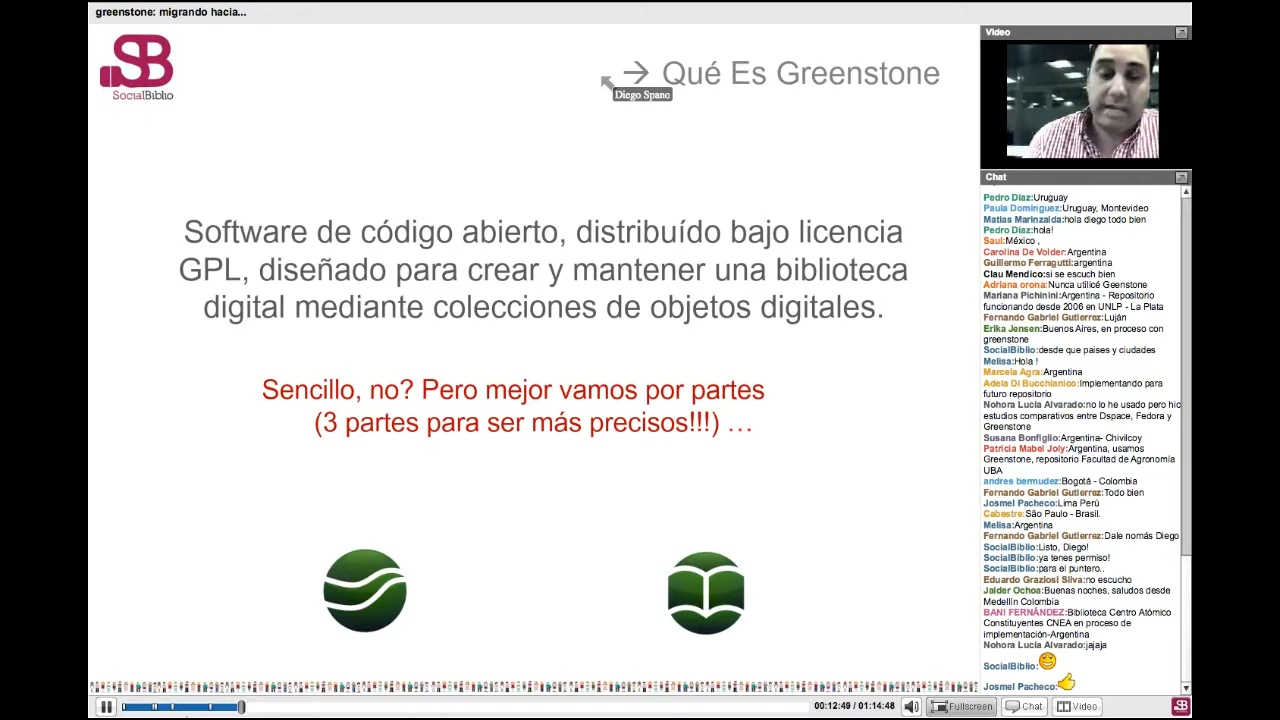 greenstone: migrando hacia...
SB
SocialBiblio
→ Qué Es Greenstone
Diego Spano
Software de código abierto, distribuído bajo licencia
GPL, diseñado para crear y mantener una biblioteca
digital mediante colecciones de objetos digitales.
Sencillo, no? Pero mejor vamos por partes
(3 partes para ser más precisos!!!) …
Video
Chat
Pedro Diaz:Uruguay
Paula Dominguez:Uruguay, Montevideo
Matias Marinzalda:hola diego todo bien
Pedro Diaz:hola!
Saul:México ,
Carolina De Volder:Argentina
Guillermo Ferragutti:argentina
Clau Mendico:si se escuch bien
Adriana orona:Nunca utilicé Geenstone
Mariana Pichinini:Argentina - Repositorio
funcionando desde 2006 en UNLP - La Plata
Fernando Gabriel Gutierrez:Luján
Erika Jensen:Buenos Aires, en proceso con
greenstone
SocialBiblio:desde que paises y ciudades
Melisa:Hola !
Marcela Agra:Argentina
Adela Di Bucchianico:Implementando para
futuro repositorio
Nohora Lucía Alvarado:no lo he usado pero hic
estudios comparativos entre Dspace, Fedora y
Greenstone
Susana Bonfiglio:Argentina- Chivilcoy
Patricia Mabel Joly:Argentina, usamos
Greenstone, repositorio Facultad de Agronomía
UBA
andres bermudez:Bogotá - Colombia
Fernando Gabriel Gutierrez:Todo bien
Josmel Pacheco:Lima Perú
Cabestre:São Paulo - Brasil.
Melisa:Argentina
Fernando Gabriel Gutierrez:Dale nomás Diego
SocialBiblio:Listo, Diego!
SocialBiblio:ya tenes permiso!
SocialBiblio:para el puntero..
Eduardo Graziosi Silva:no escucho
Jalder Ochoa:Buenas noches, saludos desde
Medellín Colombia
BANI FERNÁNDEZ:Biblioteca Centro Atómico
Constituyentes CNEA en proceso de
implementación-Argentina
Nohora Lucía Alvarado:jajaja
SocialBiblio:
Josmel Pacheco:
00:12:49 / 01:14:48
Fullscreen
Chat
Video
SB